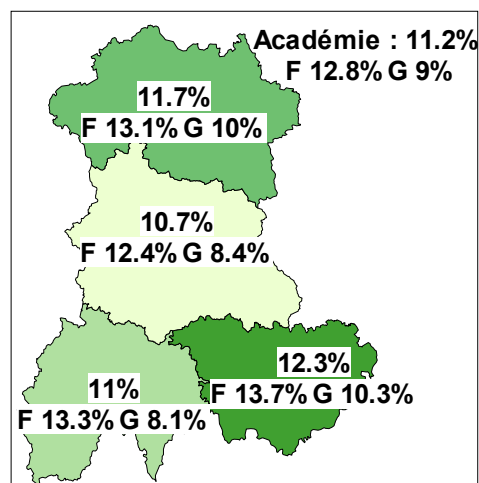 Académie : 11.2%
F 12.8% G 9%
11.7%
F 13.1% G 10%
10.7%
F 12.4% G 8.4%
12.3%
F 13.7% G 10.3%
11%
F 13.3% G 8.1%